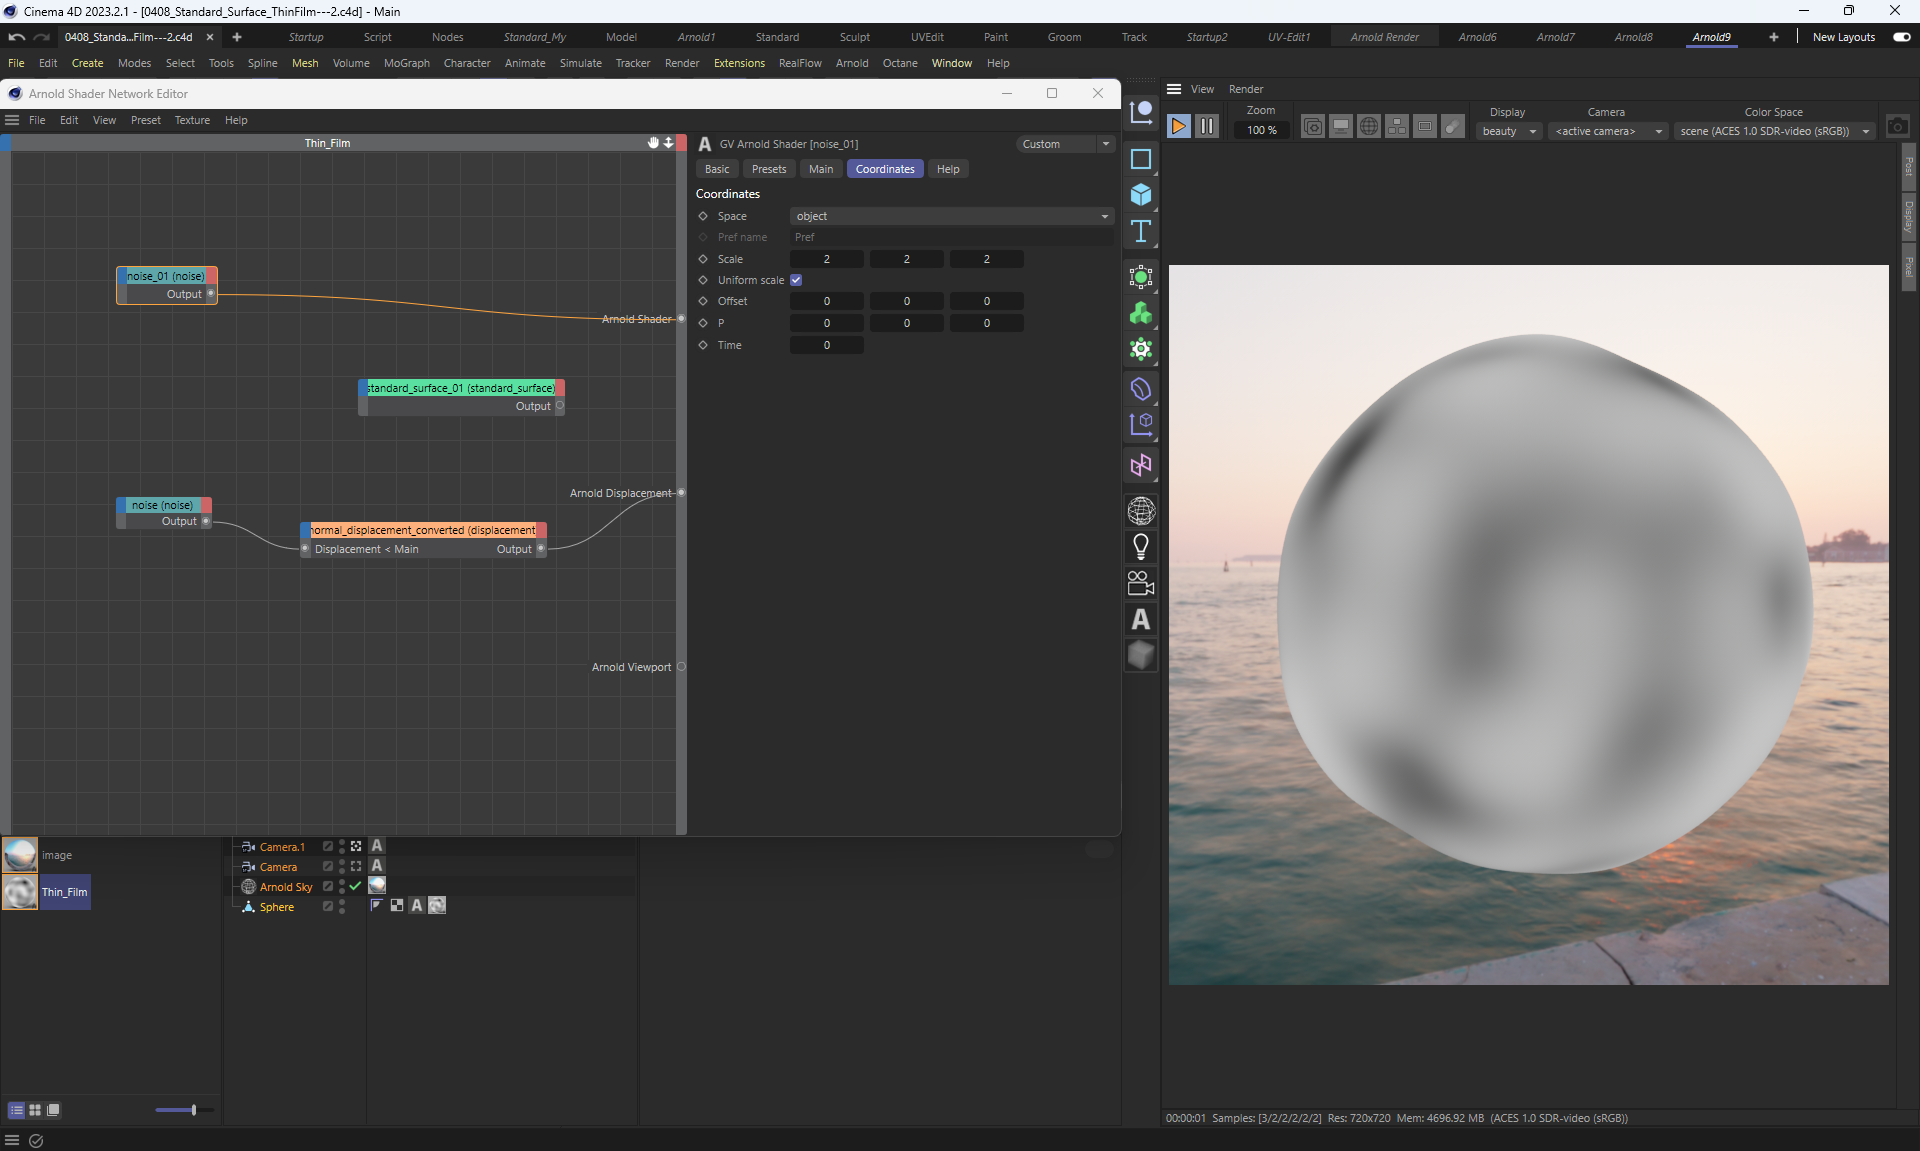 Cinema 4D 2023.2.1 - [0408_Standard_Surface_ThinFilm---2.c4d] - Main
0408_Standa...Film---2.c4d Startup Script Nodes Standard_My Model Arnold1 Standard Sculpt UVEdit Paint Groom Track Startup2 UV-Edit1 Arnold Render Arnold6 Arnold7 Arnold8 Arnold9 New Layouts
File Edit Create Modes Select Tools Spline Mesh Volume MoGraph Character Animate Simulate Tracker Render Extensions RealFlow Arnold Octane Window Help
Arnold Shader Network Editor
File Edit View Preset Texture Help
Thin_Film
noise_01 (noise)
Output
Arnold Shader
standard_surface_01 (standard_surface)
Output
Arnold Displacement
noise (noise)
Output
normal_displacement_converted (displacement
Displacement < Main Output
Arnold Viewport
A GV Arnold Shader [noise_01] Custom
Basic Presets Main Coordinates Help
Coordinates
Space object
Pref name Pref
Scale 2 2 2
Uniform scale
Offset 0 0 0
P 0 0 0
Time 0
View Render
Zoom Display Camera Color Space
100 % beauty <active camera> scene (ACES 1.0 SDR-video (sRGB))
Post
Display
Pixel
image
Thin_Film
Camera.1 A
Camera A
Arnold Sky
Sphere A
00:00:01 Samples: [3/2/2/2/2/2] Res: 720x720 Mem: 4696.92 MB (ACES 1.0 SDR-video (sRGB))